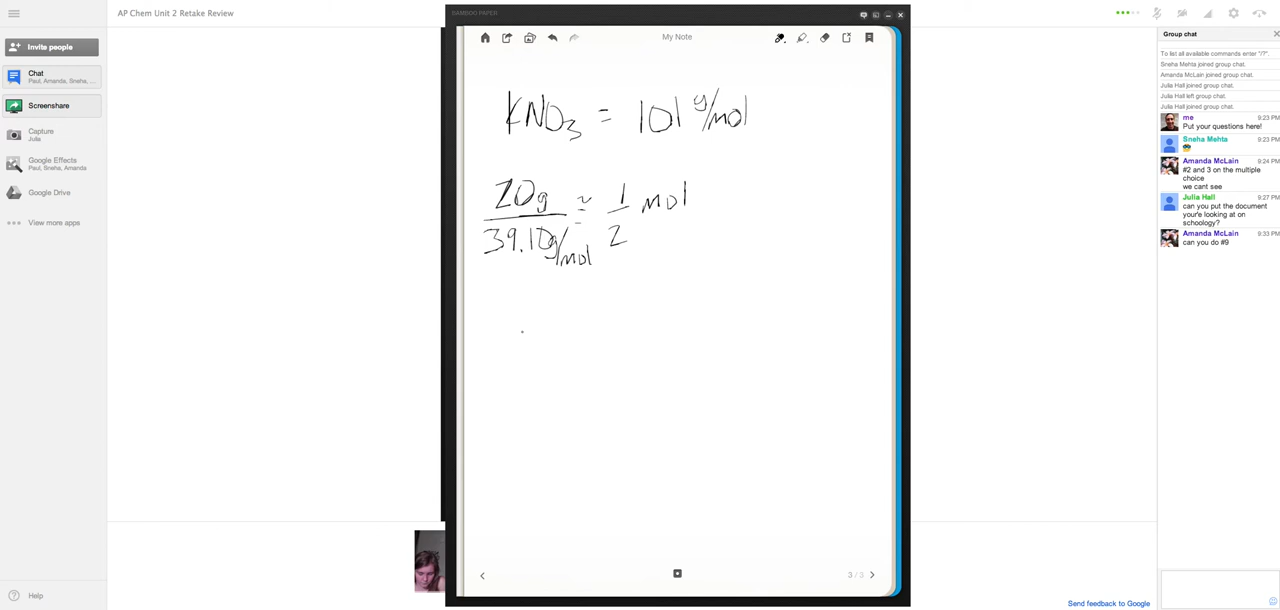 AP Chem Unit 2 Retake Review
BAMBOO PAPER
My Note
Invite people
Chat
Paul, Amanda, Sneha, ...
Screenshare
Capture
Julia
Google Effects
Paul, Sneha, Amanda
Google Drive
View more apps
Help
KNO₃ = 101 g/mol
20g
39.10g/mol
≈ 1/2 mol
3 / 3
Group chat
To list all available commands enter "/?".
Sneha Mehta joined group chat.
Amanda McLain joined group chat.
Julia Hall joined group chat.
Julia Hall left group chat.
Julia Hall joined group chat.
me 9:23 PM
Put your questions here!
Sneha Mehta 9:23 PM
Amanda McLain 9:24 PM
#2 and 3 on the multiple
choice
we cant see
Julia Hall 9:27 PM
can you put the document
your'e looking at on
schoology?
Amanda McLain 9:33 PM
can you do #9
Send feedback to Google